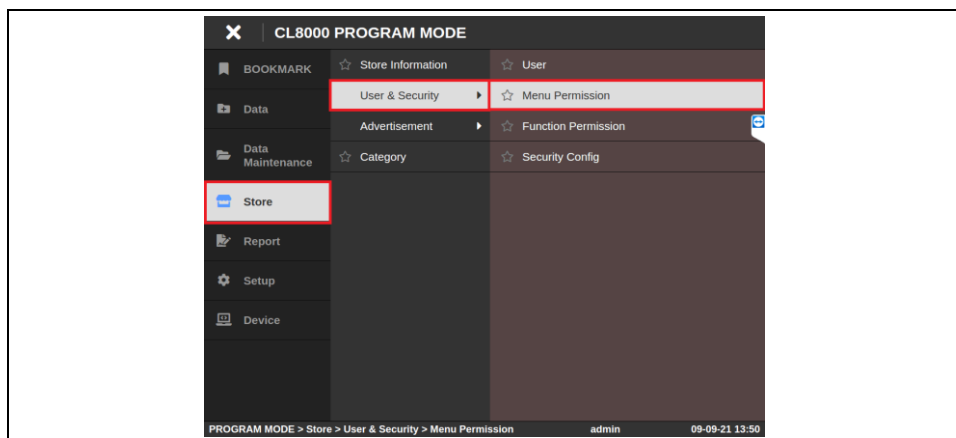 CL8000 PROGRAM MODE
BOOKMARK
Data
Data
Maintenance
Store
Report
Setup
Device
Store Information
User & Security
Advertisement
Category
User
Menu Permission
Function Permission
Security Config
PROGRAM MODE > Store > User & Security > Menu Permission admin 09-09-21 13:50